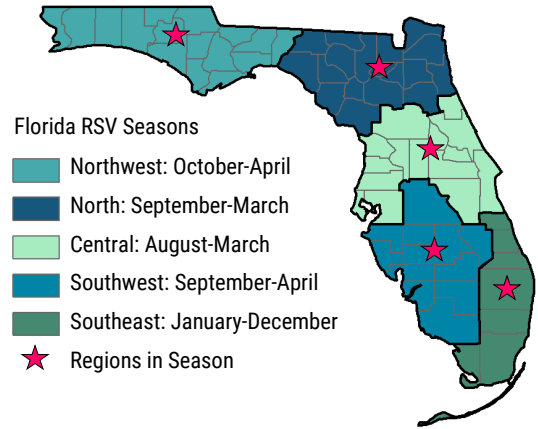 Florida RSV Seasons
Northwest: October-April
North: September-March
Central: August-March
Southwest: September-April
Southeast: January-December
Regions in Season